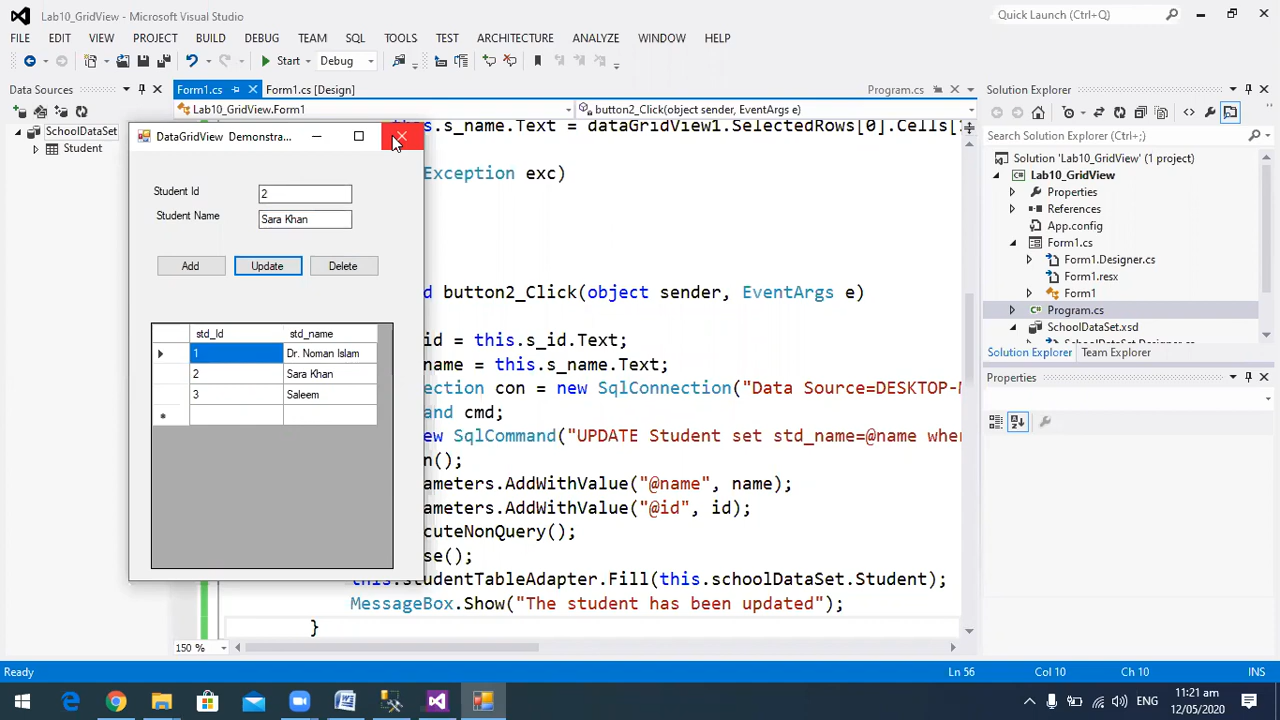 Lab10_GridView - Microsoft Visual Studio
Quick Launch (Ctrl+Q)
FILE EDIT VIEW PROJECT BUILD DEBUG TEAM SQL TOOLS TEST ARCHITECTURE ANALYZE WINDOW HELP
Start Debug
Data Sources
Form1.cs
Form1.cs [Design]
Program.cs
Solution Explorer
Lab10_GridView.Form1
button2_Click(object sender, EventArgs e)
SchoolDataSet
Student
DataGridView Demonstra...
Student Id
2
Student Name
Sara Khan
Add
Update
Delete
std_Id std_name
1 Dr. Noman Islam
2 Sara Khan
3 Saleem
.s_name.Text = dataGridView1.SelectedRows[0].Cells[
Exception exc)
d button2_Click(object sender, EventArgs e)
id = this.s_id.Text;
name = this.s_name.Text;
ection con = new SqlConnection("Data Source=DESKTOP-
and cmd;
ew SqlCommand("UPDATE Student set std_name=@name whe
n();
ameters.AddWithValue("@name", name);
ameters.AddWithValue("@id", id);
cuteNonQuery();
se();
this.studentTableAdapter.Fill(this.schoolDataSet.Student);
MessageBox.Show("The student has been updated");
}
150 %
Search Solution Explorer (Ctrl+;)
Solution 'Lab10_GridView' (1 project)
Lab10_GridView
Properties
References
App.config
Form1.cs
Form1.Designer.cs
Form1.resx
Form1
Program.cs
SchoolDataSet.xsd
Solution Explorer Team Explorer
Properties
Ready
Ln 56
Col 10
Ch 10
INS
ENG
11:21 am
12/05/2020